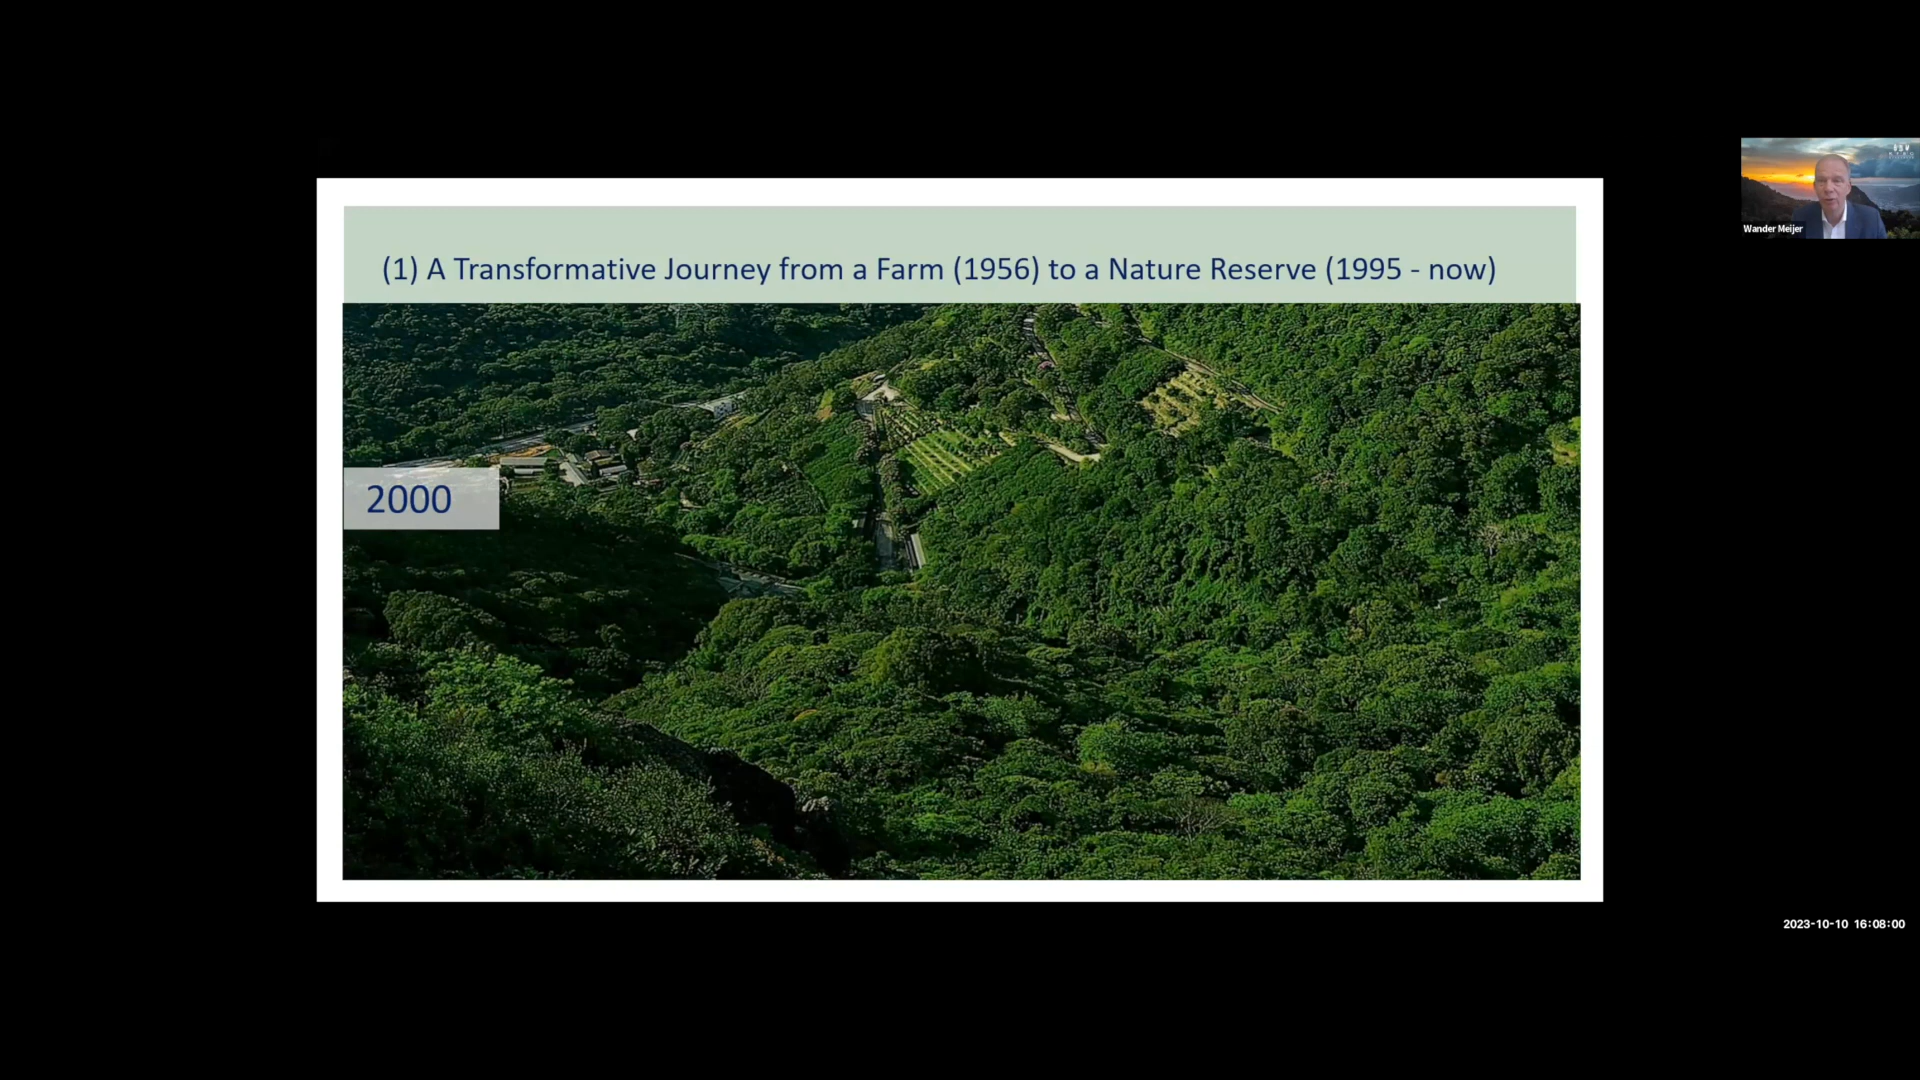 (1) A Transformative Journey from a Farm (1956) to a Nature Reserve (1995 - now)
Wander Meijer
2000
2023-10-10 16:08:00